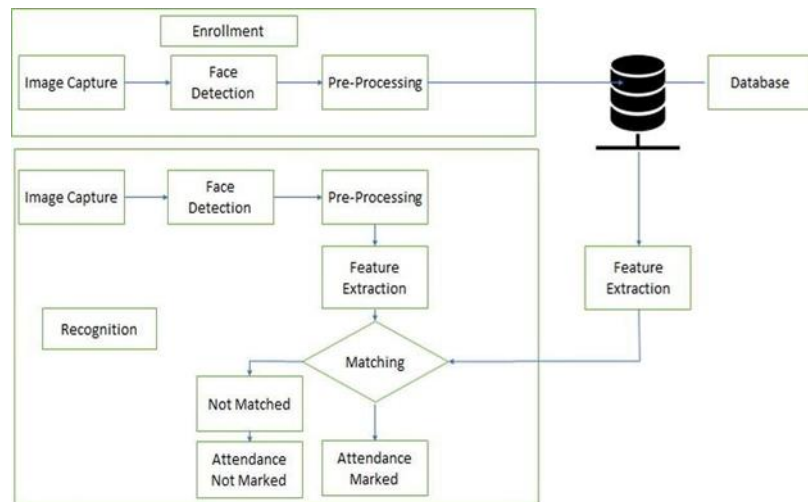 Enrollment
Image Capture
Face
Detection
Pre-Processing
Database
Image Capture
Face
Detection
Pre-Processing
Feature
Extraction
Feature
Extraction
Recognition
Matching
Not Matched
Attendance
Not Marked
Attendance
Marked